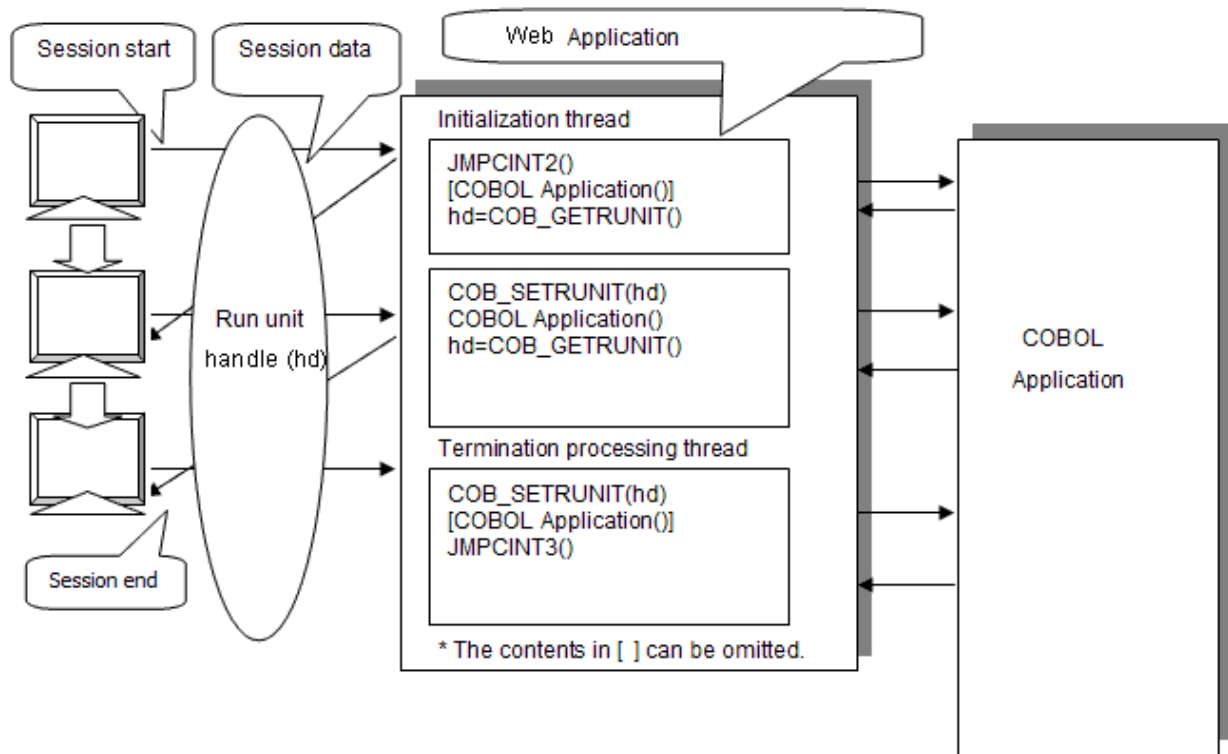 Session start
Session data
Web Application
Initialization thread
JMPCINT2()
[COBOL Application()]
hd=COB_GETRUNIT()
COB_SETRUNIT(hd)
COBOL Application()
hd=COB_GETRUNIT()
Run unit
handle (hd)
COBOL
Application
Termination processing thread
COB_SETRUNIT(hd)
[COBOL Application()]
JMPCINT3()
Session end
* The contents in [ ] can be omitted.